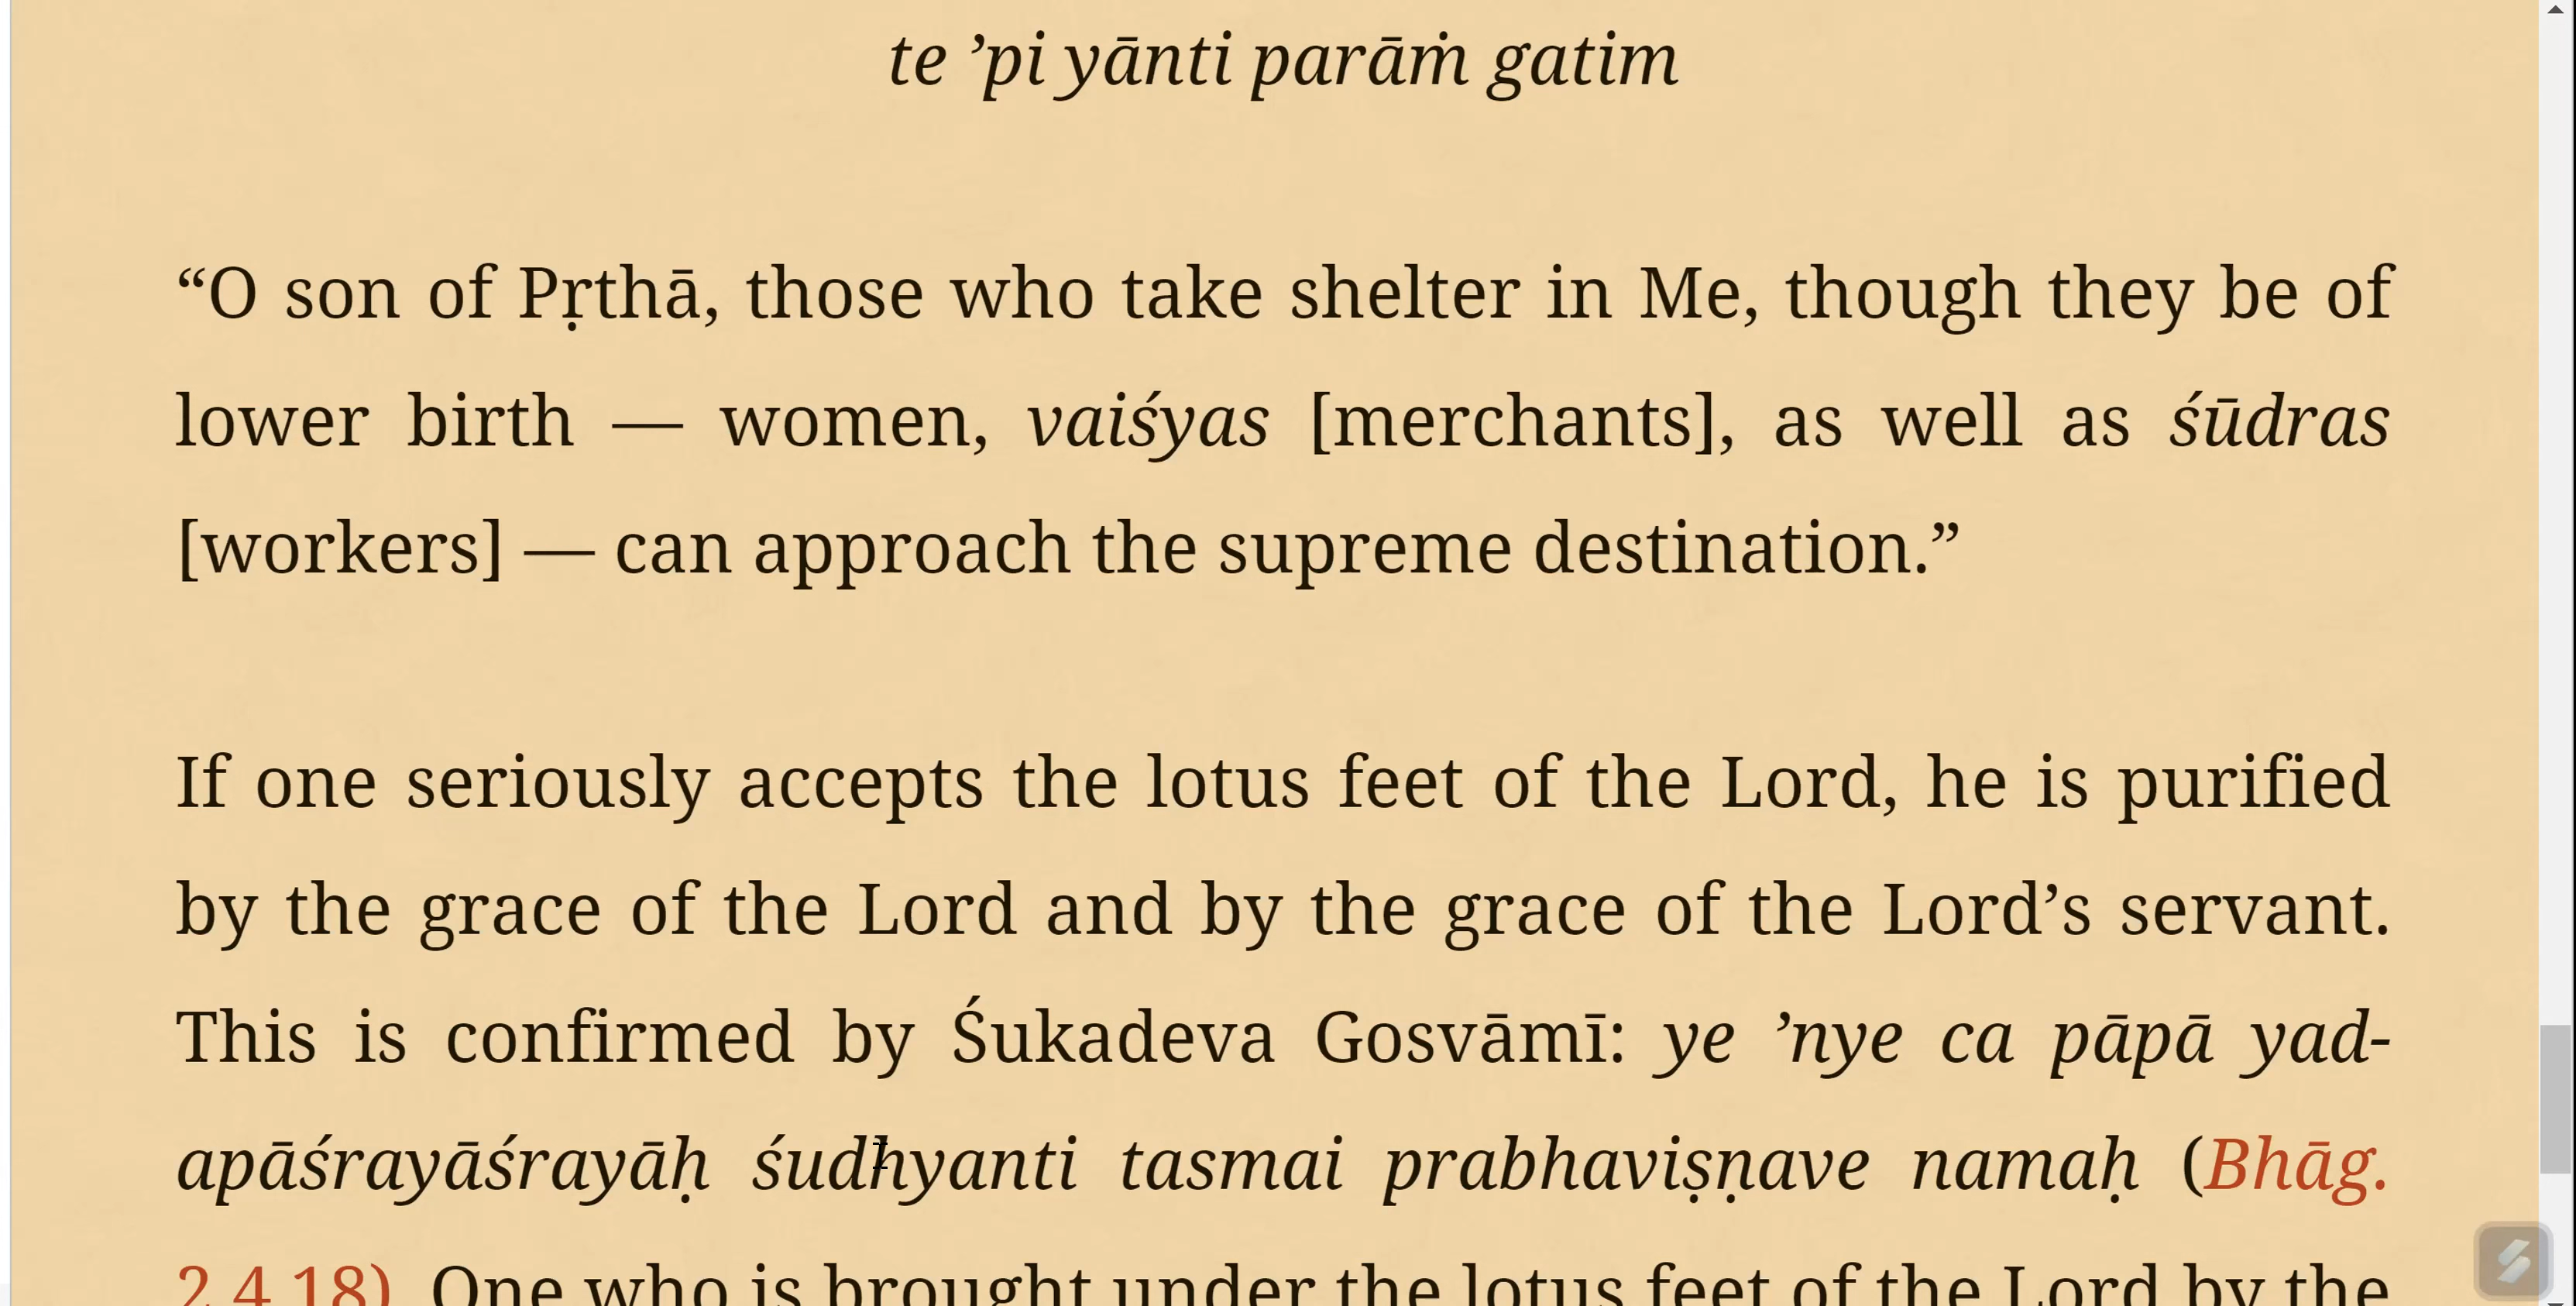 te ’pi yānti parāṁ gatim
“O son of Pṛthā, those who take shelter in Me, though they be of
lower birth — women, vaiśyas [merchants], as well as śūdras
[workers] — can approach the supreme destination.”
If one seriously accepts the lotus feet of the Lord, he is purified
by the grace of the Lord and by the grace of the Lord’s servant.
This is confirmed by Śukadeva Gosvāmī: ye ’nye ca pāpā yad-
apāśrayāśrayāḥ śudhyanti tasmai prabhaviṣṇave namaḥ (Bhāg.
2.4.18) One who is brought under the lotus feet of the Lord by the